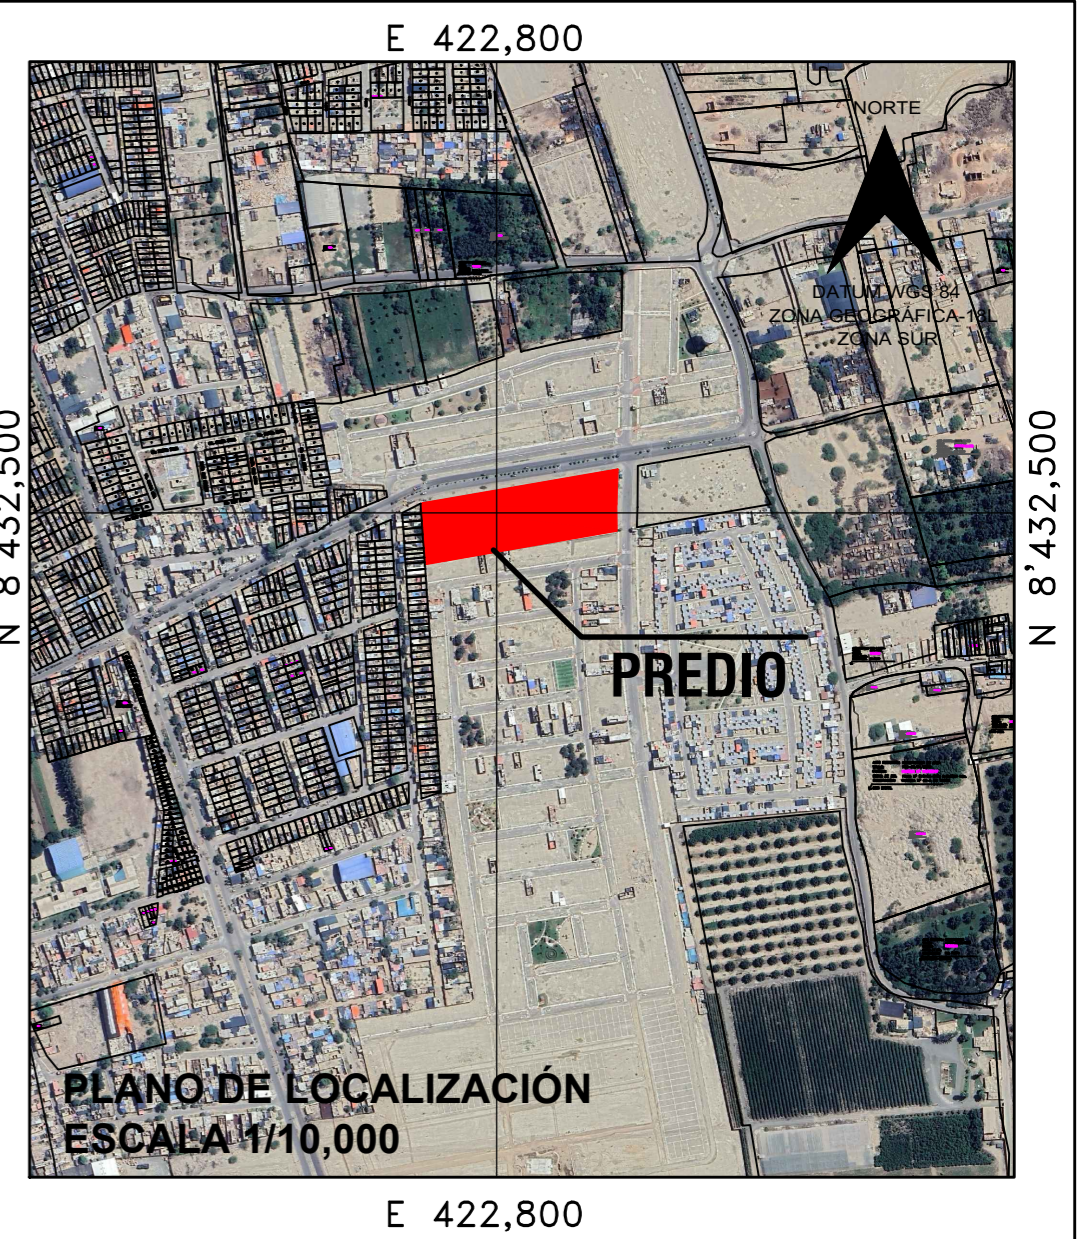 E 422,800
NORTE
DATUM WGS 84
ZONA GEOGRÁFICA-18L
ZONA SUR
N 8'432,500
N 8'432,500
PREDIO
PLANO DE LOCALIZACIÓN
ESCALA 1/10,000
E 422,800